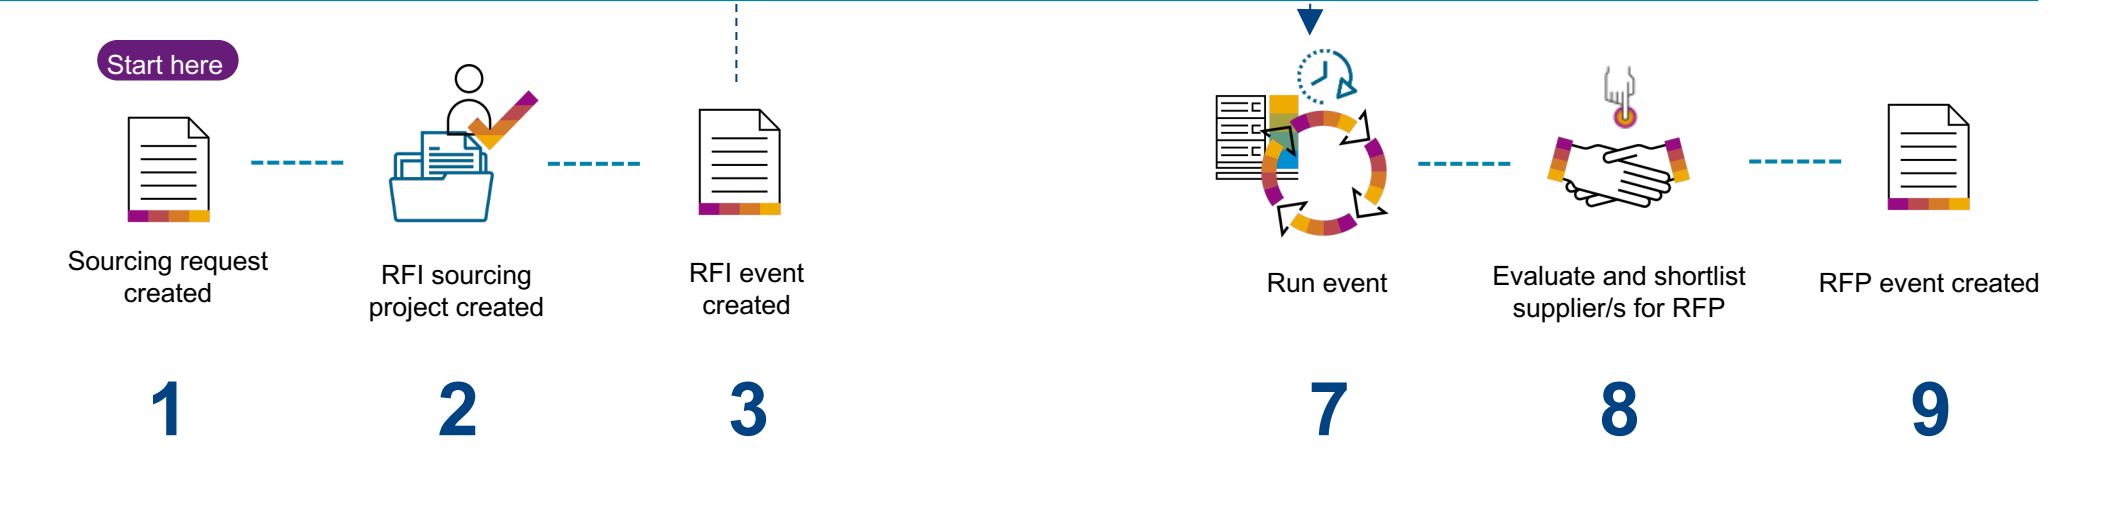 Start here
Sourcing request
created
RFI sourcing
project created
RFI event
created
Run event
Evaluate and shortlist
supplier/s for RFP
RFP event created
1
2
3
7
8
9